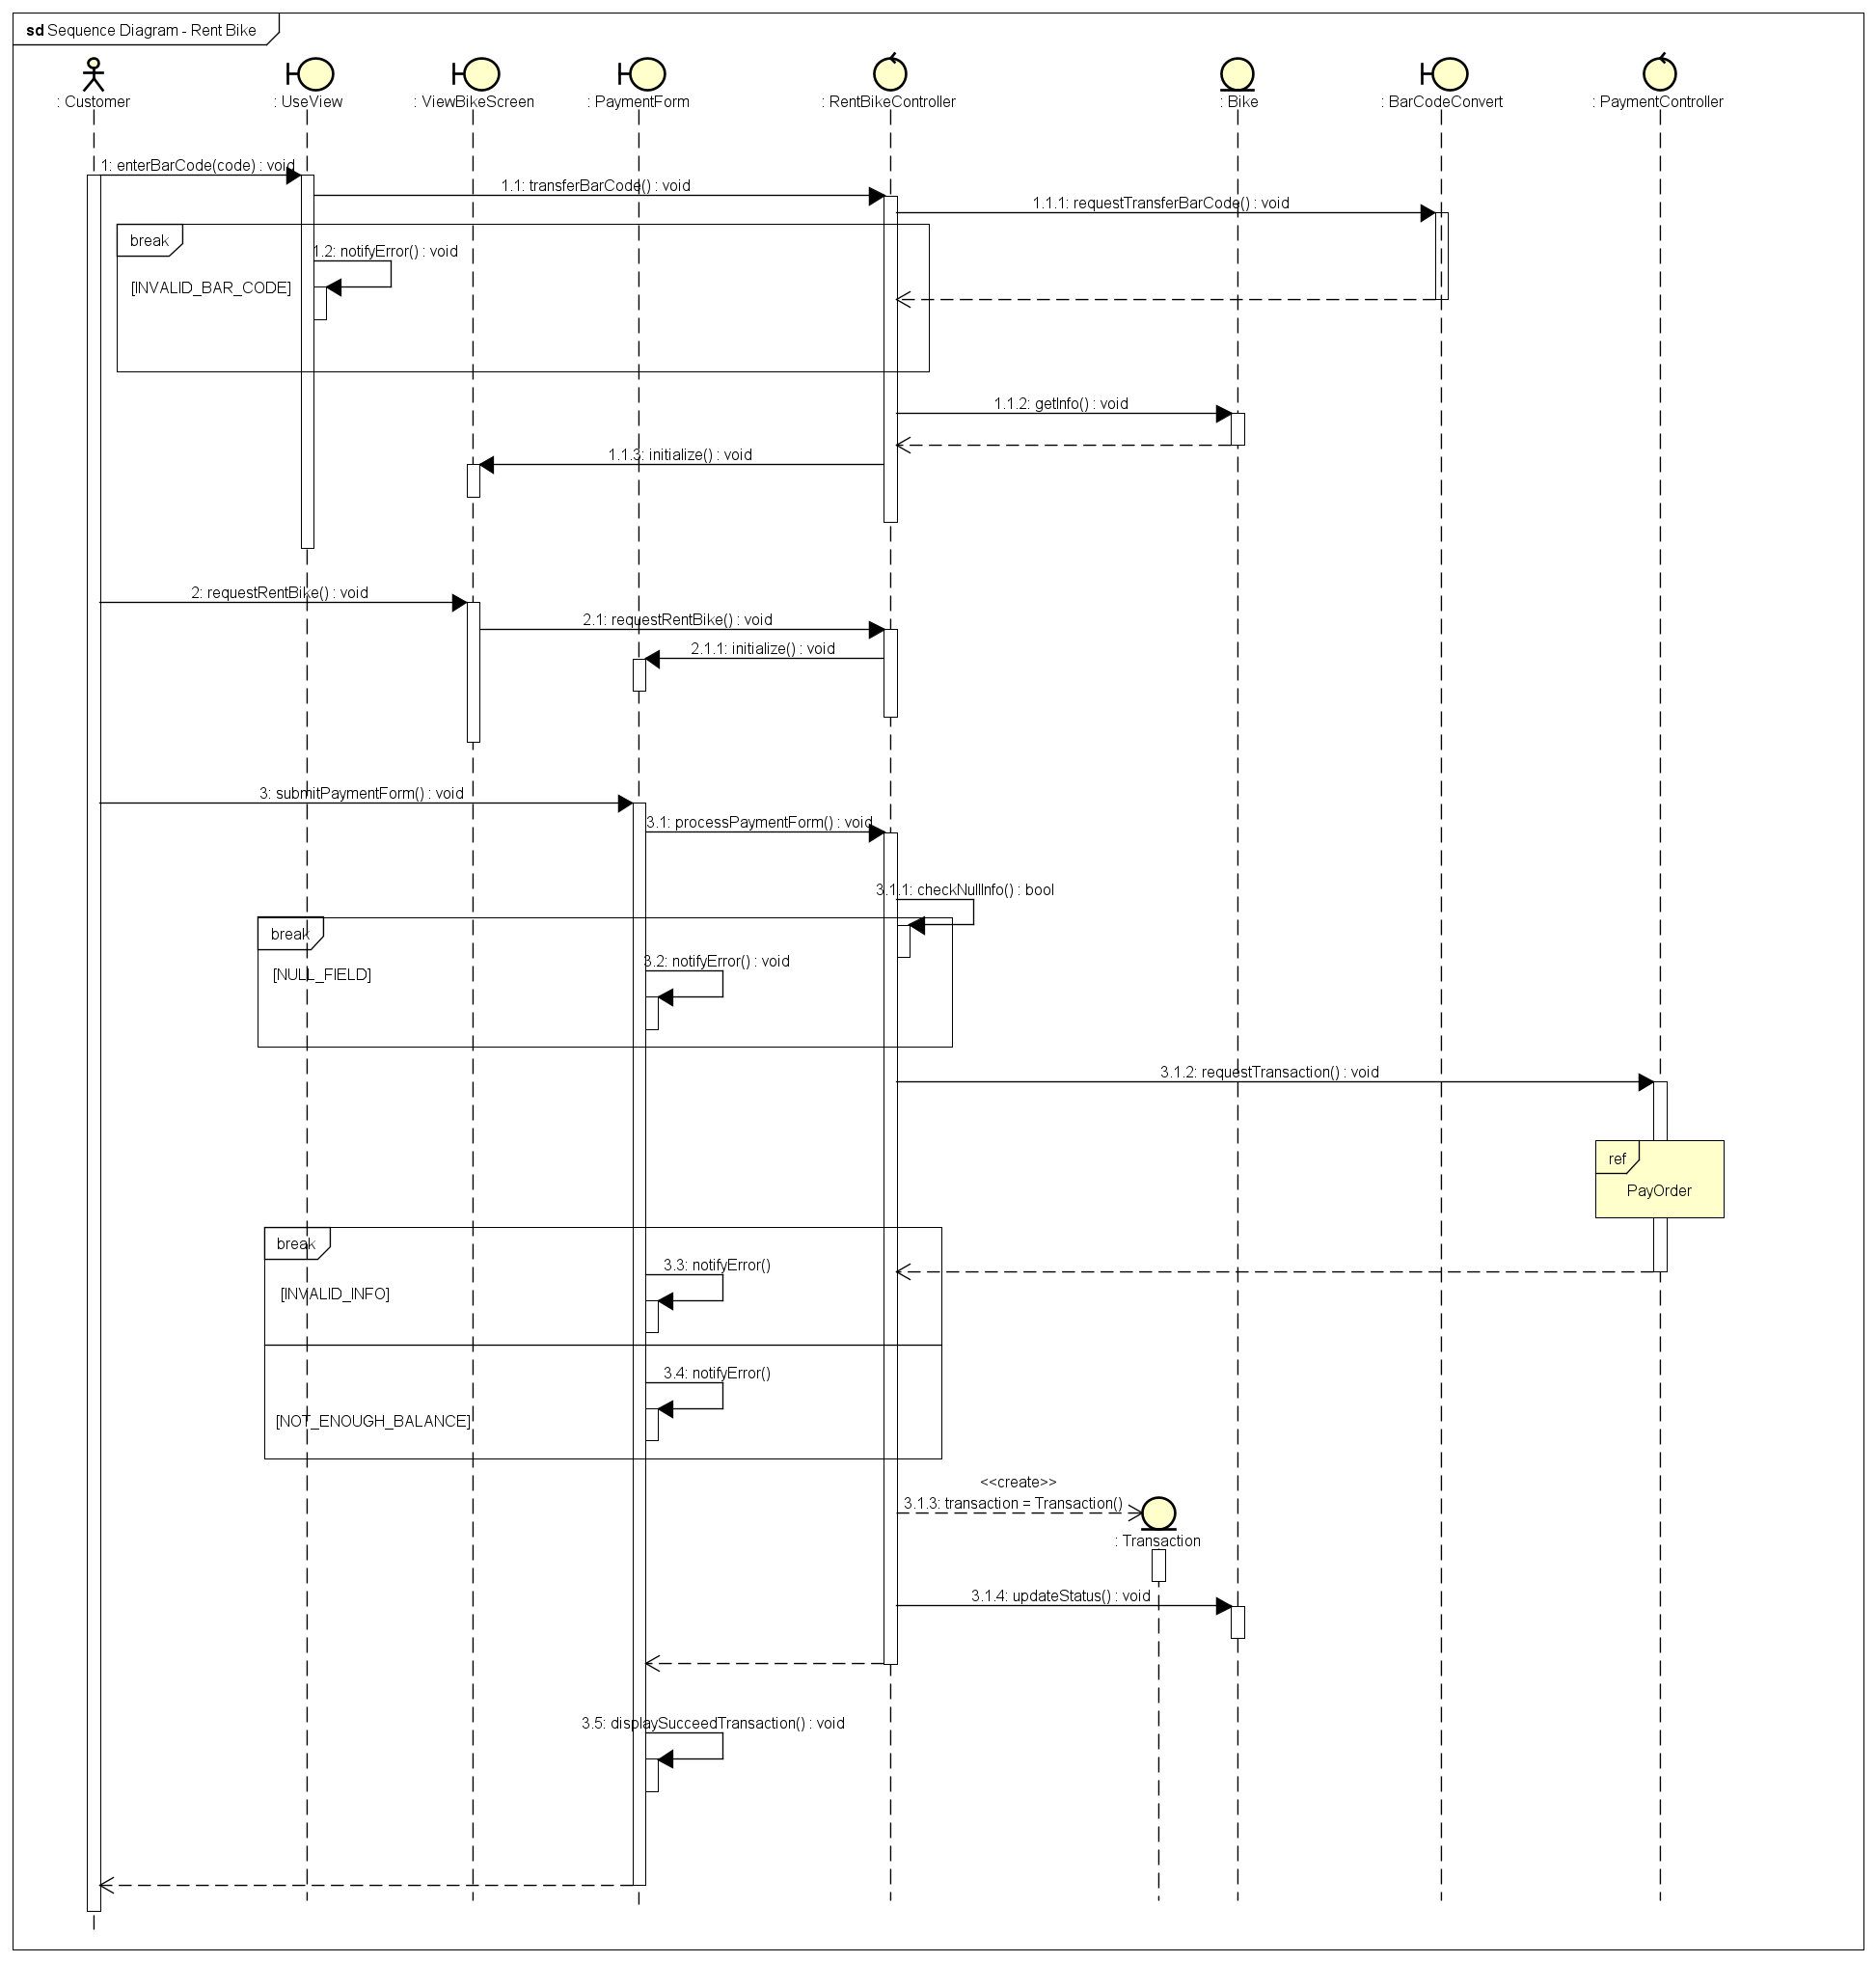 sd Sequence Diagram - Rent Bike
: Customer
: UseView
: ViewBikeScreen
: PaymentForm
: RentBikeController
: Bike
: BarCodeConvert
: PaymentController
1: enterBarCode(code) : void
1.1: transferBarCode() : void
1.1.1: requestTransferBarCode() : void
break
1.2: notifyError() : void
[INVALID_BAR_CODE]
1.1.2: getInfo() : void
1.1.3: initialize() : void
2: requestRentBike() : void
2.1: requestRentBike() : void
2.1.1: initialize() : void
3: submitPaymentForm() : void
3.1: processPaymentForm() : void
3.1.1: checkNullInfo() : bool
break
3.2: notifyError() : void
[NULL_FIELD]
3.1.2: requestTransaction() : void
ref
PayOrder
break
3.3: notifyError()
[INVALID_INFO]
3.4: notifyError()
[NOT_ENOUGH_BALANCE]
<<create>>
3.1.3: transaction = Transaction()
: Transaction
3.1.4: updateStatus() : void
3.5: displaySucceedTransaction() : void